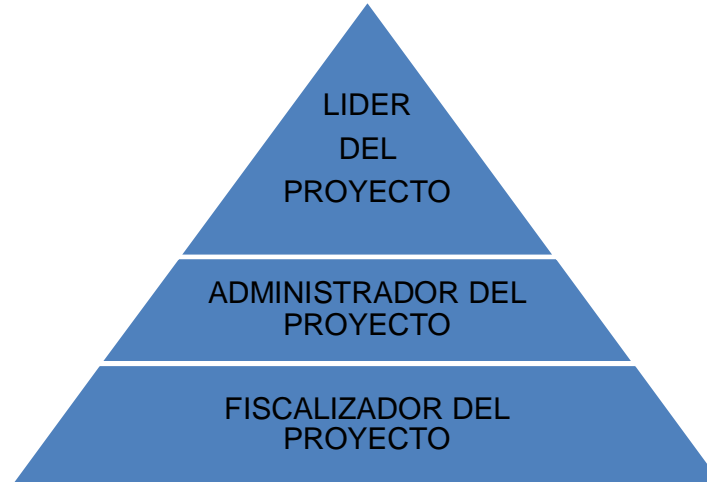 LIDER
DEL
PROYECTO
ADMINISTRADOR DEL
PROYECTO
FISCALIZADOR DEL
PROYECTO